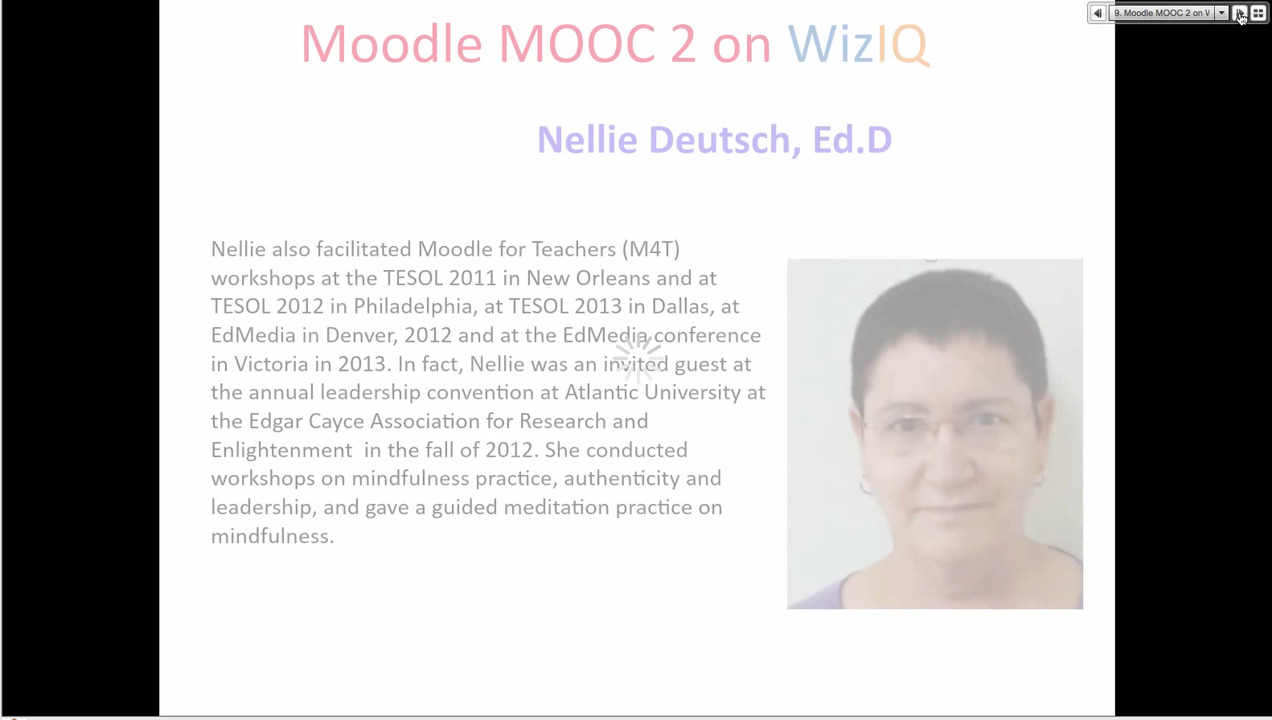 9. Moodle MOOC 2 on W
Moodle MOOC 2 on WizIQ
Nellie Deutsch, Ed.D
Nellie also facilitated Moodle for Teachers (M4T)
workshops at the TESOL 2011 in New Orleans and at
TESOL 2012 in Philadelphia, at TESOL 2013 in Dallas, at
EdMedia in Denver, 2012 and at the EdMedia conference
in Victoria in 2013. In fact, Nellie was an invited guest at
the annual leadership convention at Atlantic University at
the Edgar Cayce Association for Research and
Enlightenment in the fall of 2012. She conducted
workshops on mindfulness practice, authenticity and
leadership, and gave a guided meditation practice on
mindfulness.